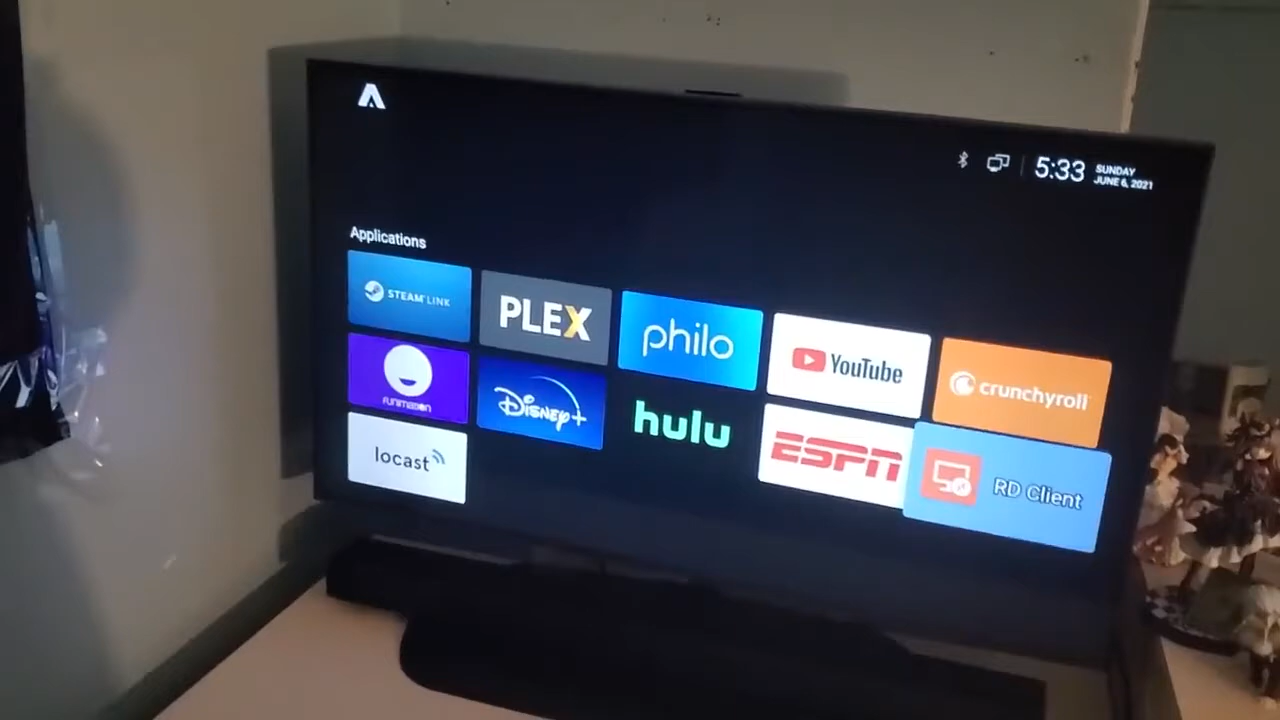 5:33
SUNDAY
JUNE 6, 2021
Applications
STEAM LINK
PLEX
philo
YouTube
crunchyroll
FUNIMATION
Disney+
hulu
ESPN
RD Client
locast